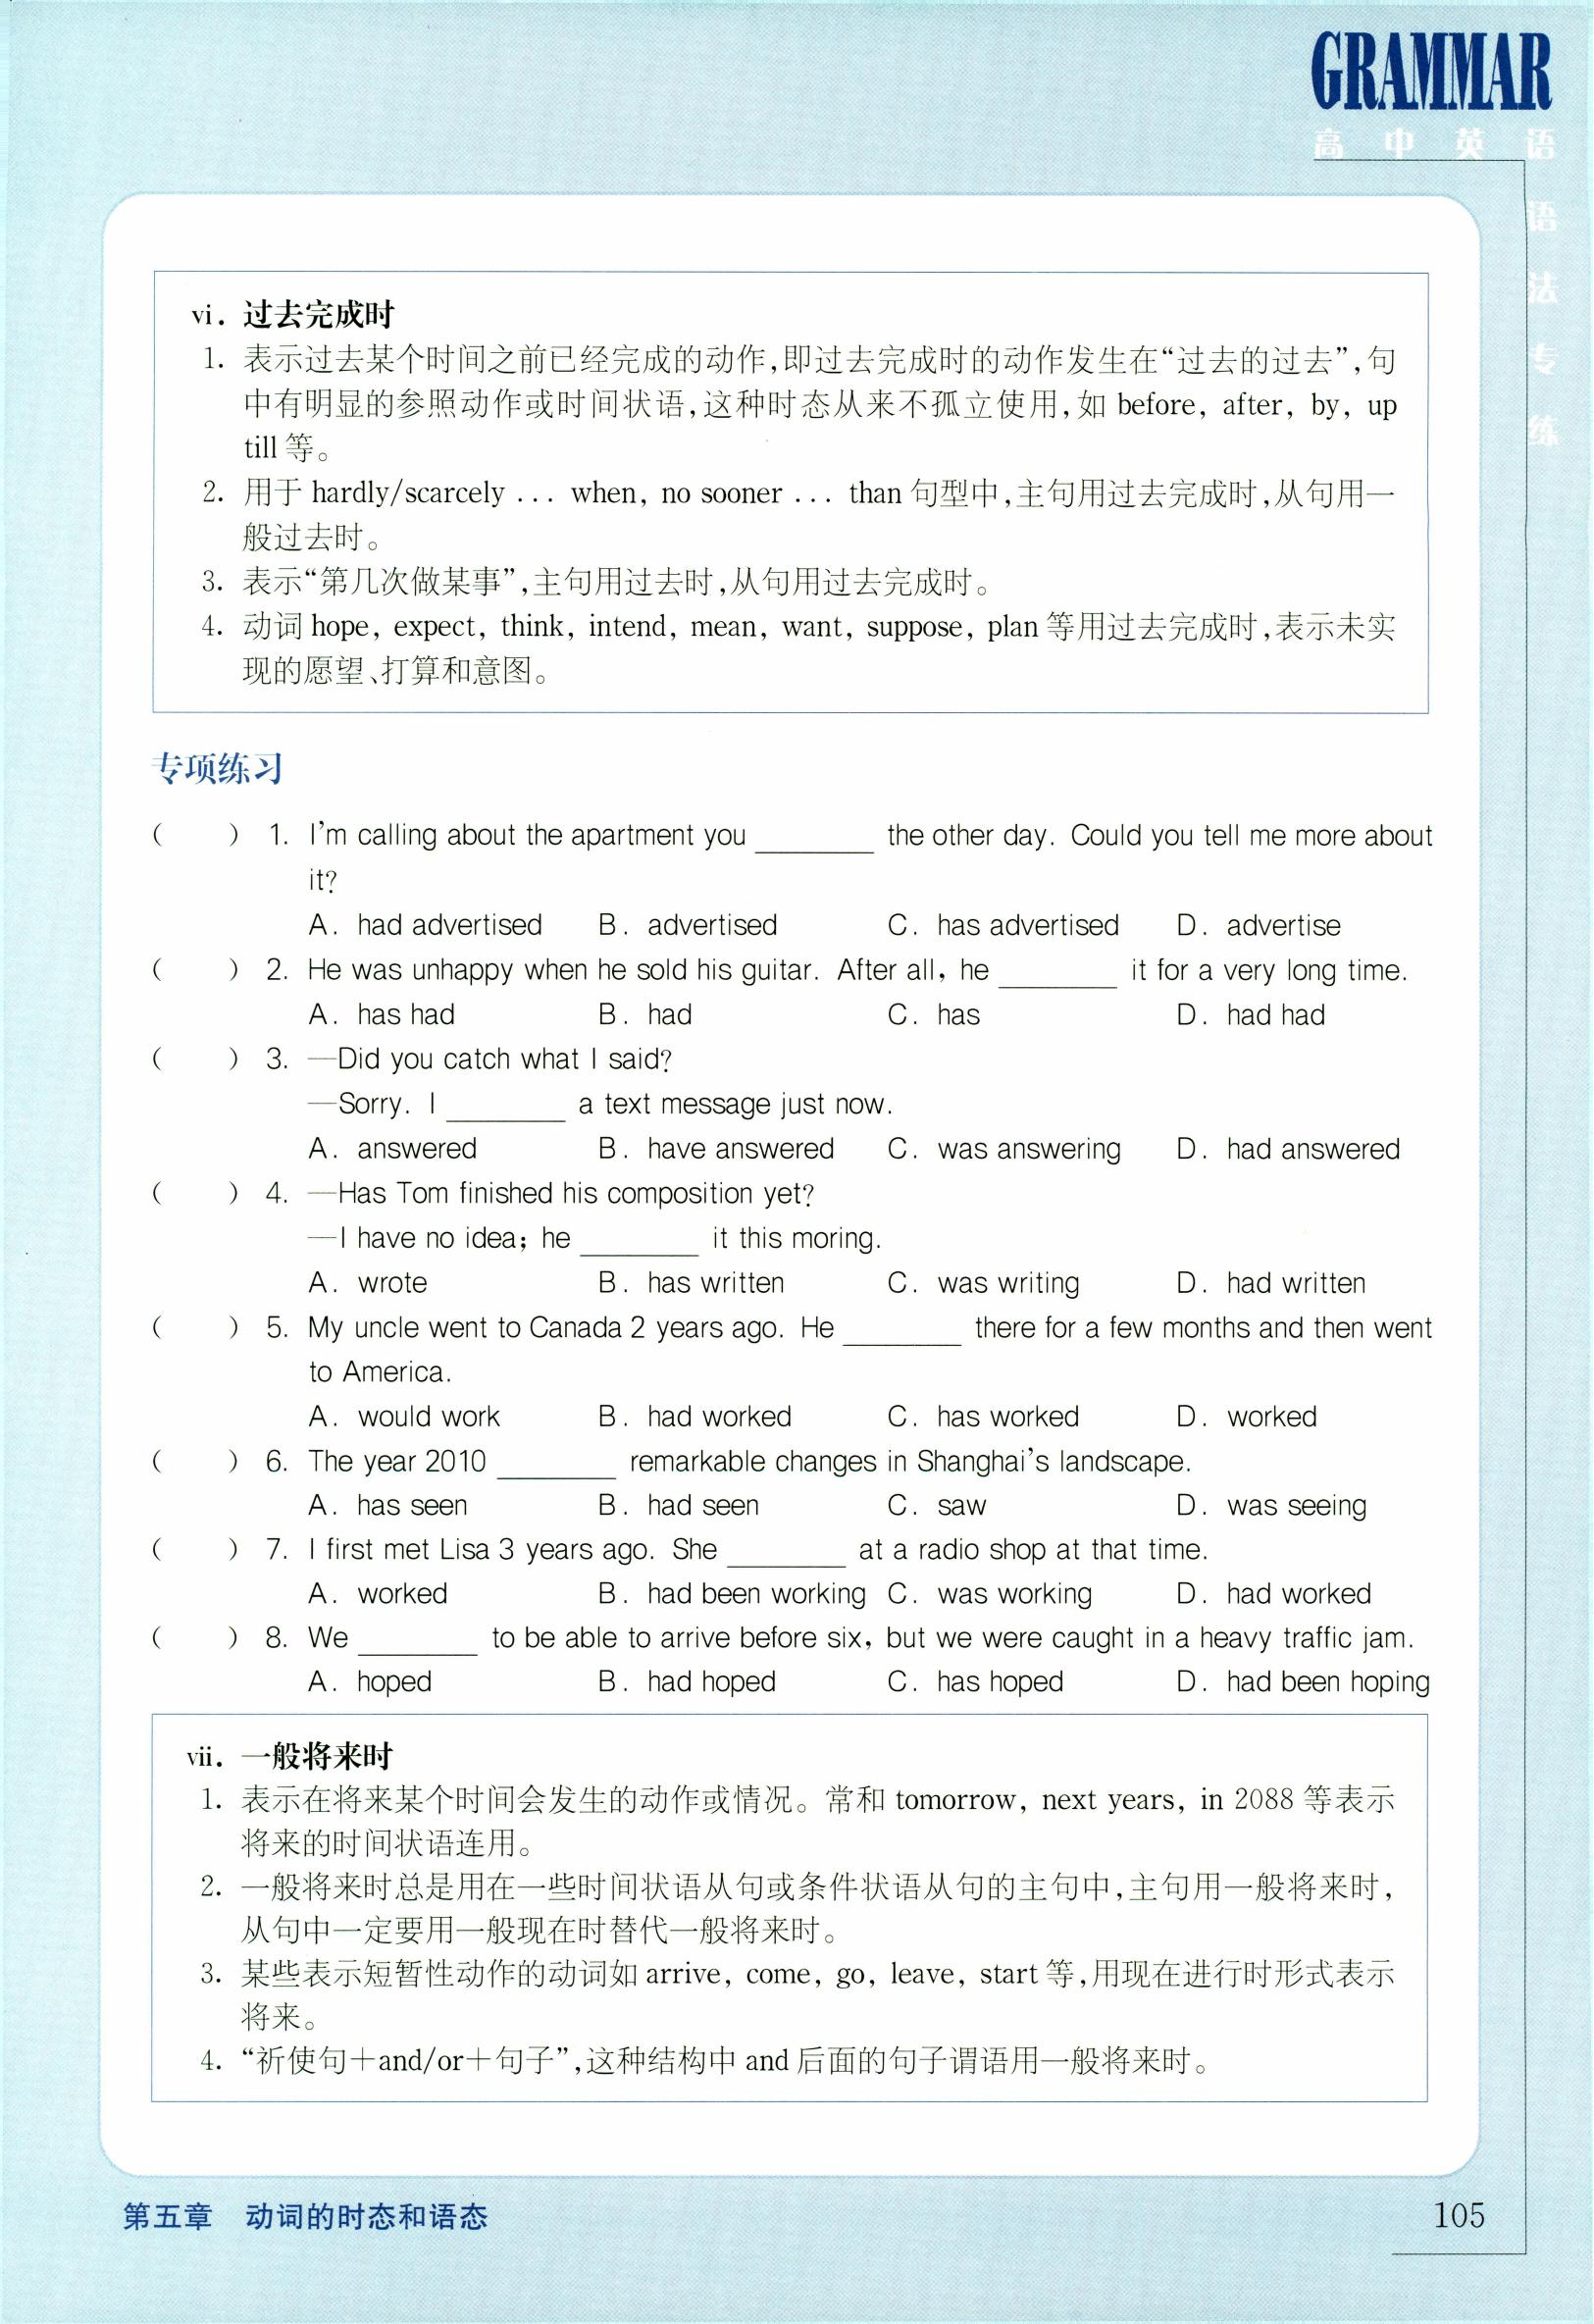 GRAMMAR
高中英语
语法专练
vi. 过去完成时
1. 表示过去某个时间之前已经完成的动作,即过去完成时的动作发生在“过去的过去”,句
中有明显的参照动作或时间状语,这种时态从来不孤立使用,如 before, after, by, up
till 等。
2. 用于 hardly/scarcely ... when, no sooner ... than 句型中,主句用过去完成时,从句用一
般过去时。
3. 表示“第几次做某事”,主句用过去时,从句用过去完成时。
4. 动词 hope, expect, think, intend, mean, want, suppose, plan 等用过去完成时,表示未实
现的愿望、打算和意图。
专项练习
( ) 1. I’m calling about the apartment you ________ the other day. Could you tell me more about
it?
A. had advertised B. advertised C. has advertised D. advertise
( ) 2. He was unhappy when he sold his guitar. After all, he ________ it for a very long time.
A. has had B. had C. has D. had had
( ) 3. —Did you catch what I said?
—Sorry. I ________ a text message just now.
A. answered B. have answered C. was answering D. had answered
( ) 4. —Has Tom finished his composition yet?
—I have no idea; he ________ it this moring.
A. wrote B. has written C. was writing D. had written
( ) 5. My uncle went to Canada 2 years ago. He ________ there for a few months and then went
to America.
A. would work B. had worked C. has worked D. worked
( ) 6. The year 2010 ________ remarkable changes in Shanghai’s landscape.
A. has seen B. had seen C. saw D. was seeing
( ) 7. I first met Lisa 3 years ago. She ________ at a radio shop at that time.
A. worked B. had been working C. was working D. had worked
( ) 8. We ________ to be able to arrive before six, but we were caught in a heavy traffic jam.
A. hoped B. had hoped C. has hoped D. had been hoping
vii. 一般将来时
1. 表示在将来某个时间会发生的动作或情况。常和 tomorrow, next years, in 2088 等表示
将来的时间状语连用。
2. 一般将来时总是用在一些时间状语从句或条件状语从句的主句中,主句用一般将来时,
从句中一定要用一般现在时替代一般将来时。
3. 某些表示短暂性动作的动词如 arrive, come, go, leave, start 等,用现在进行时形式表示
将来。
4. “祈使句+and/or+句子”,这种结构中 and 后面的句子谓语用一般将来时。
第五章 动词的时态和语态
105